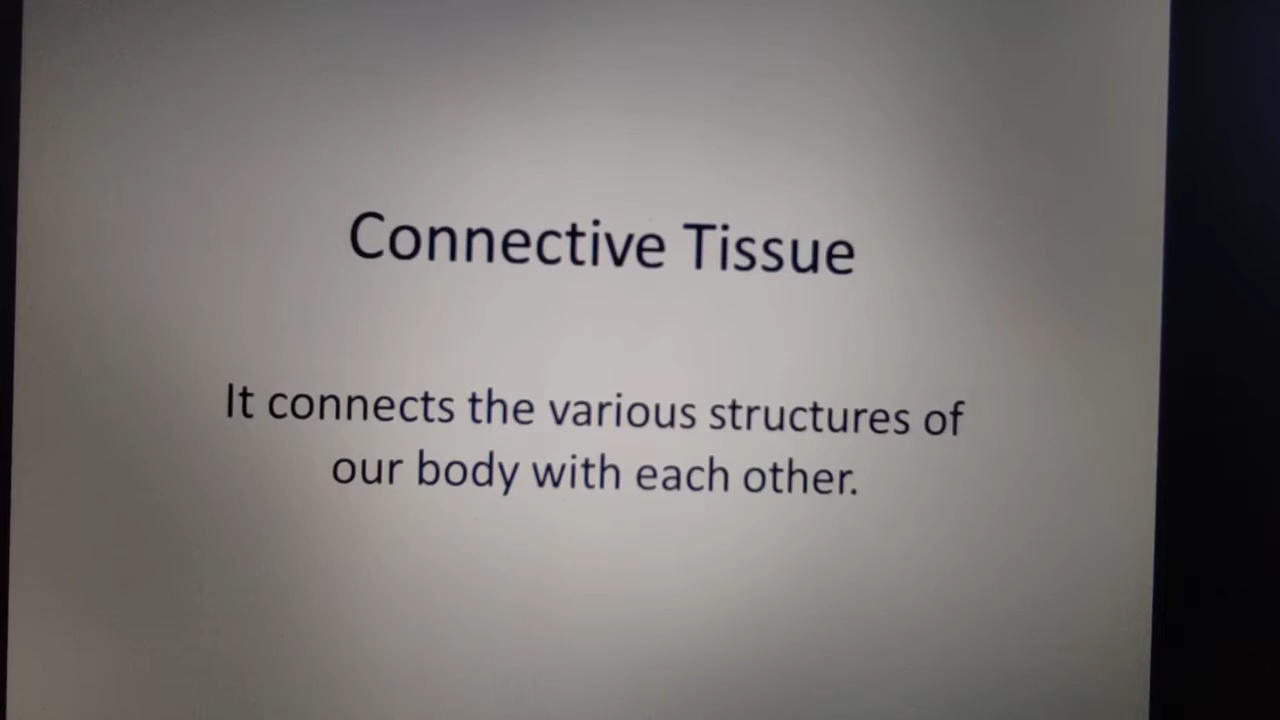 Connective Tissue
It connects the various structures of
our body with each other.